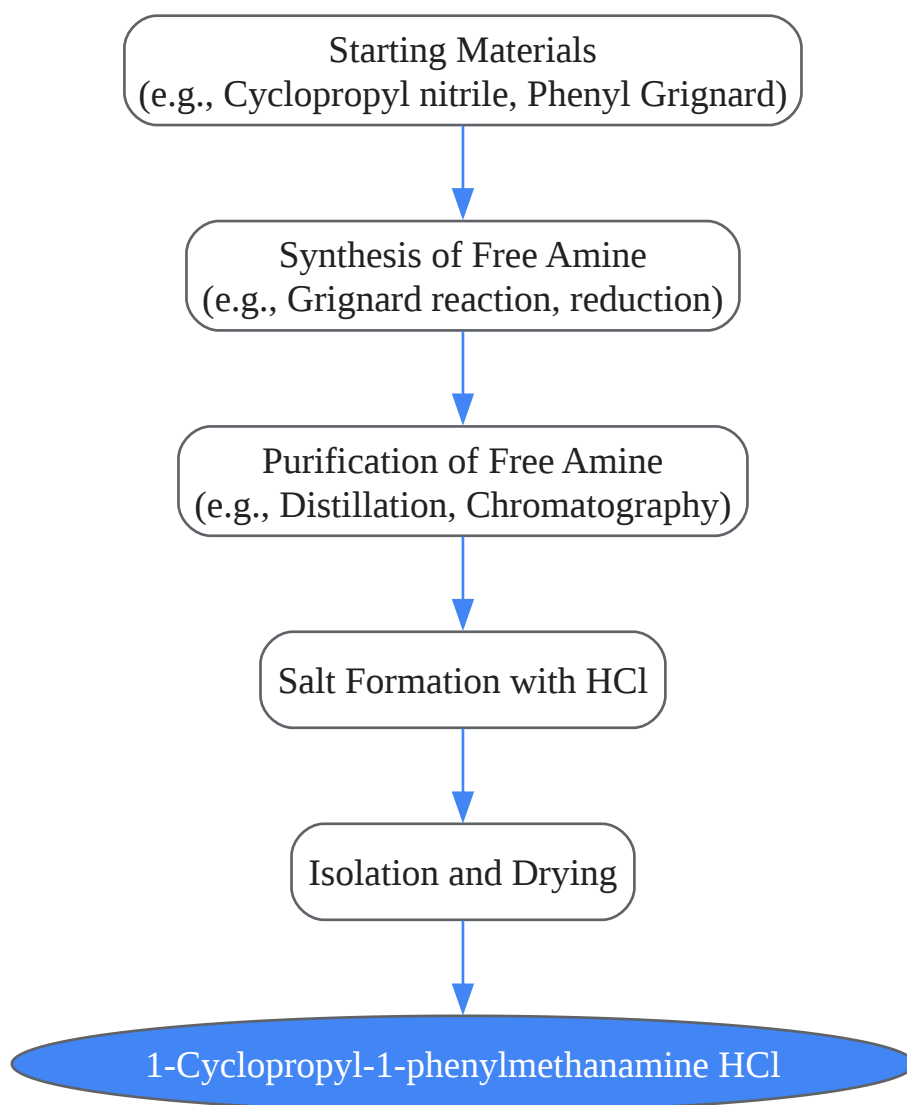 Starting Materials
(e.g., Cyclopropyl nitrile, Phenyl Grignard)
Synthesis of Free Amine
(e.g., Grignard reaction, reduction)
Purification of Free Amine
(e.g., Distillation, Chromatography)
Salt Formation with HCl
Isolation and Drying
1-Cyclopropyl-1-phenylmethanamine HCl